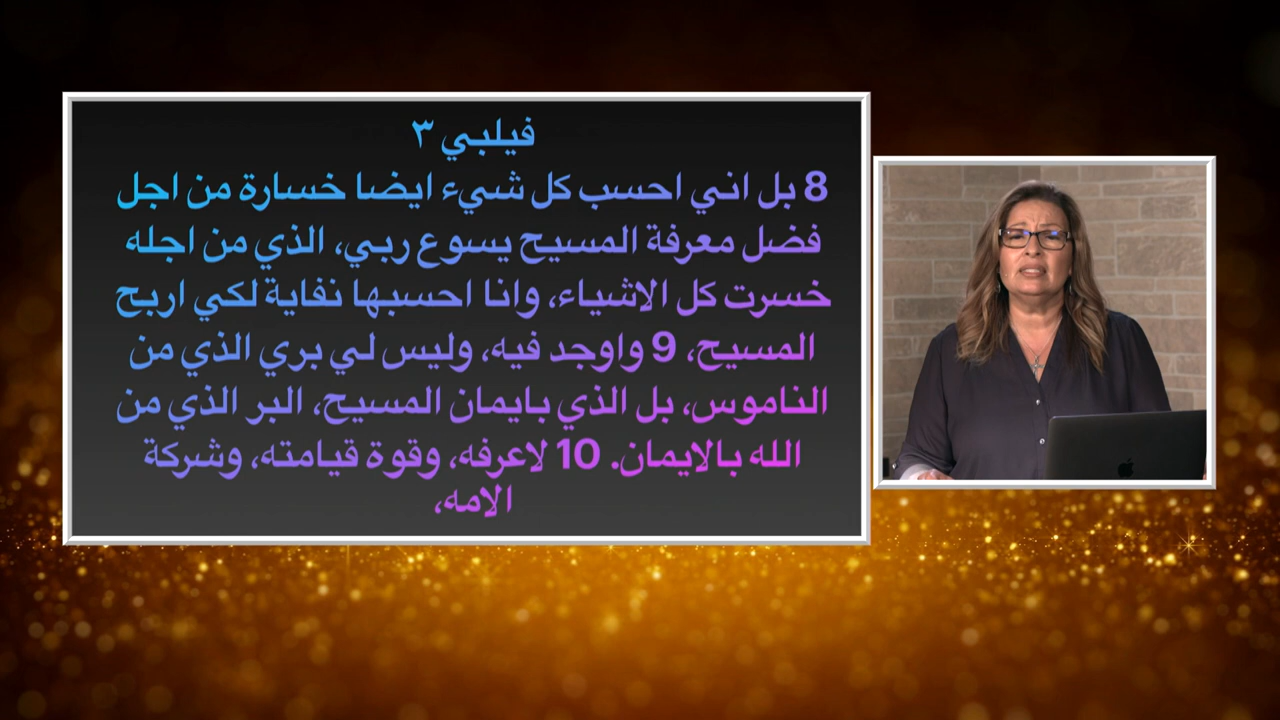 فيلبي ٣
8 بل اني احسب كل شيء ايضا خسارة من اجل
فضل معرفة المسيح يسوع ربي، الذي من اجله
خسرت كل الاشياء، وانا احسبها نفاية لكي اربح
المسيح، 9 واوجد فيه، وليس لي بري الذي من
الناموس، بل الذي بايمان المسيح، البر الذي من
الله بالايمان. 10 لاعرفه، وقوة قيامته، وشركة
الامه،